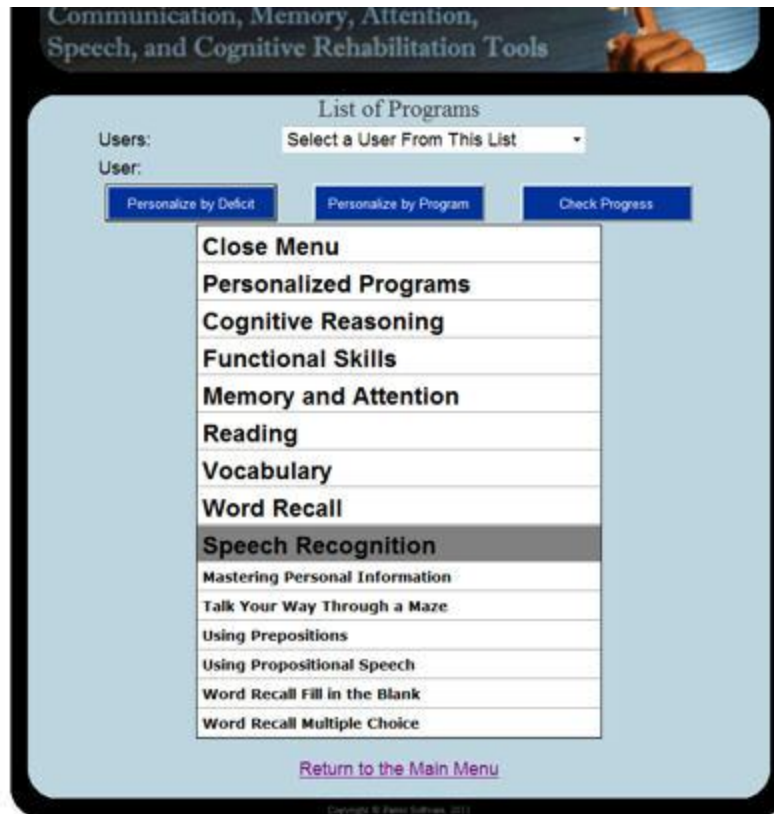 Communication, Memory, Attention,
Speech, and Cognitive Rehabilitation Tools
List of Programs
Users: Select a User From This List
User:
Personalize by Deficit Personalize by Program Check Progress
Close Menu
Personalized Programs
Cognitive Reasoning
Functional Skills
Memory and Attention
Reading
Vocabulary
Word Recall
Speech Recognition
Mastering Personal Information
Talk Your Way Through a Maze
Using Prepositions
Using Propositional Speech
Word Recall Fill in the Blank
Word Recall Multiple Choice
Return to the Main Menu
Copyright ©